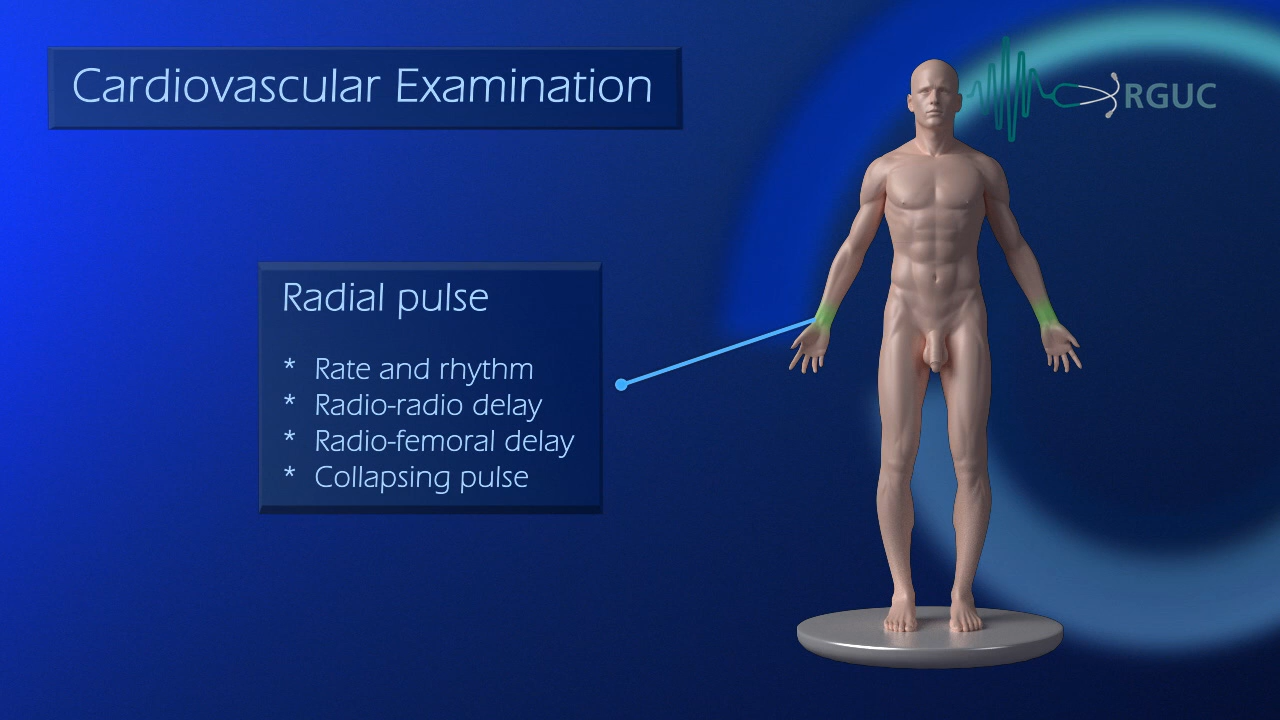 Cardiovascular Examination
RGUC
Radial pulse
* Rate and rhythm
* Radio-radio delay
* Radio-femoral delay
* Collapsing pulse